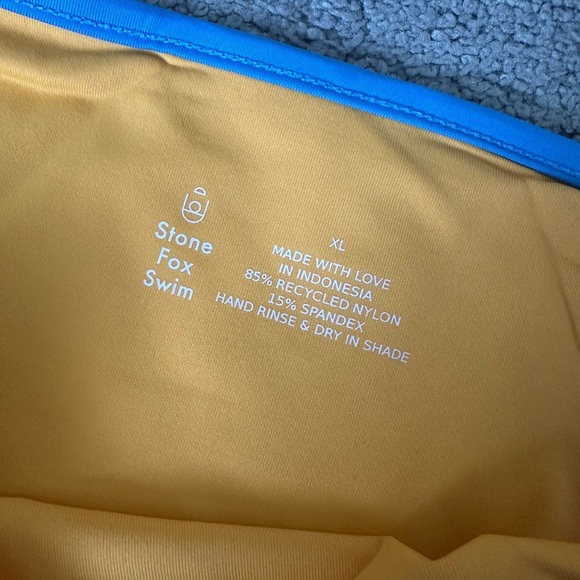 Stone
Fox
Swim
XL
MADE WITH LOVE
IN INDONESIA
85% RECYCLED NYLON
15% SPANDEX
HAND RINSE & DRY IN SHADE